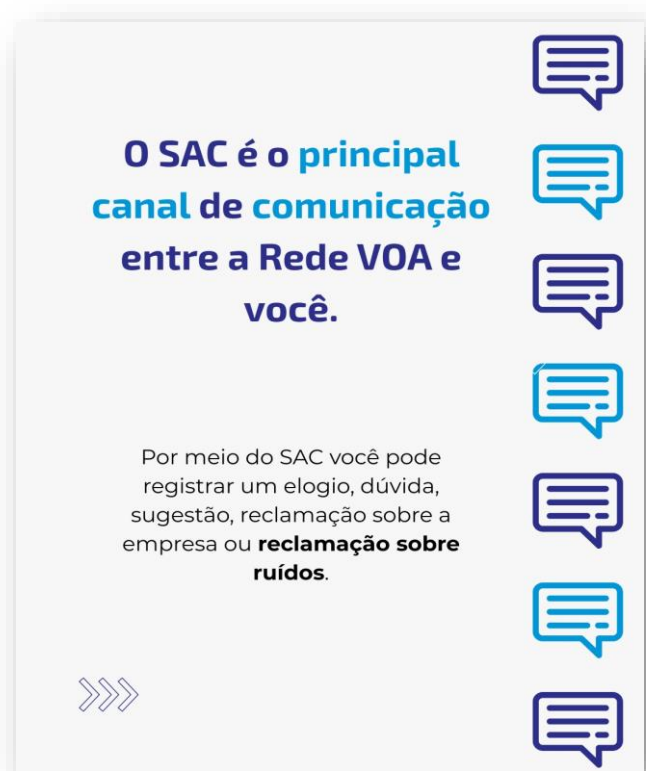 O SAC é o principal
canal de comunicação
entre a Rede VOA e
você.
Por meio do SAC você pode
registrar um elogio, dúvida,
sugestão, reclamação sobre a
empresa ou reclamação sobre
ruídos.